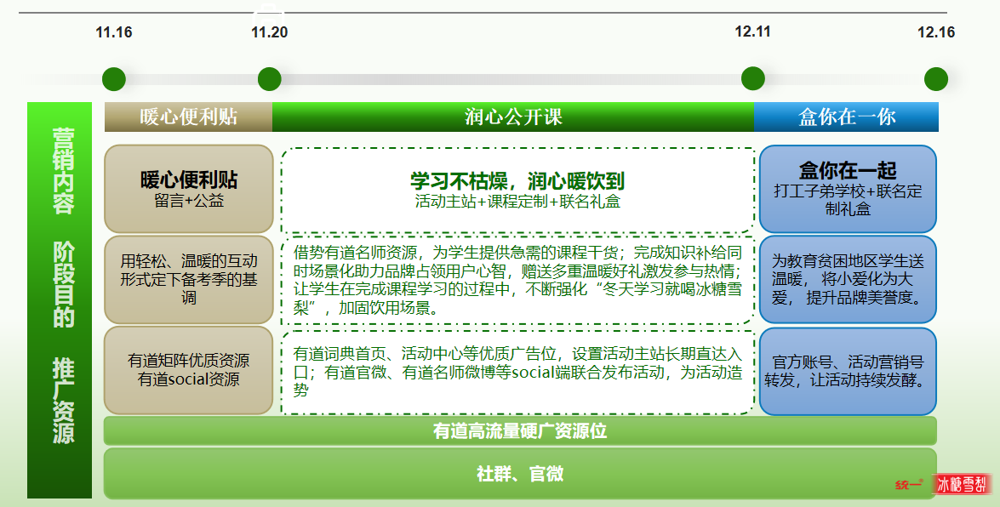 11.16
11.20
12.11
12.16
暖心便利贴
润心公开课
盒你在一你
营销内容
阶段目的
推广资源
暖心便利贴
留言+公益
学习不枯燥，润心暖饮到
活动主站+课程定制+联名礼盒
盒你在一起
打工子弟学校+联名定
制礼盒
用轻松、温暖的互动
形式定下备考季的基
调
借势有道名师资源，为学生提供急需的课程干货；完成知识补给同
时场景化助力品牌占领用户心智，赠送多重温暖好礼激发参与热情；
让学生在完成课程学习的过程中，不断强化“冬天学习就喝冰糖雪
梨”，加固饮用场景。
为教育贫困地区学生送
温暖， 将小爱化为大
爱， 提升品牌美誉度。
有道矩阵优质资源
有道social资源
有道词典首页、活动中心等优质广告位，设置活动主站长期直达入
口；有道官微、有道名师微博等social端联合发布活动，为活动造
势
官方账号、活动营销号
转发，让活动持续发酵。
有道高流量硬广资源位
社群、官微
统一®
冰糖雪梨